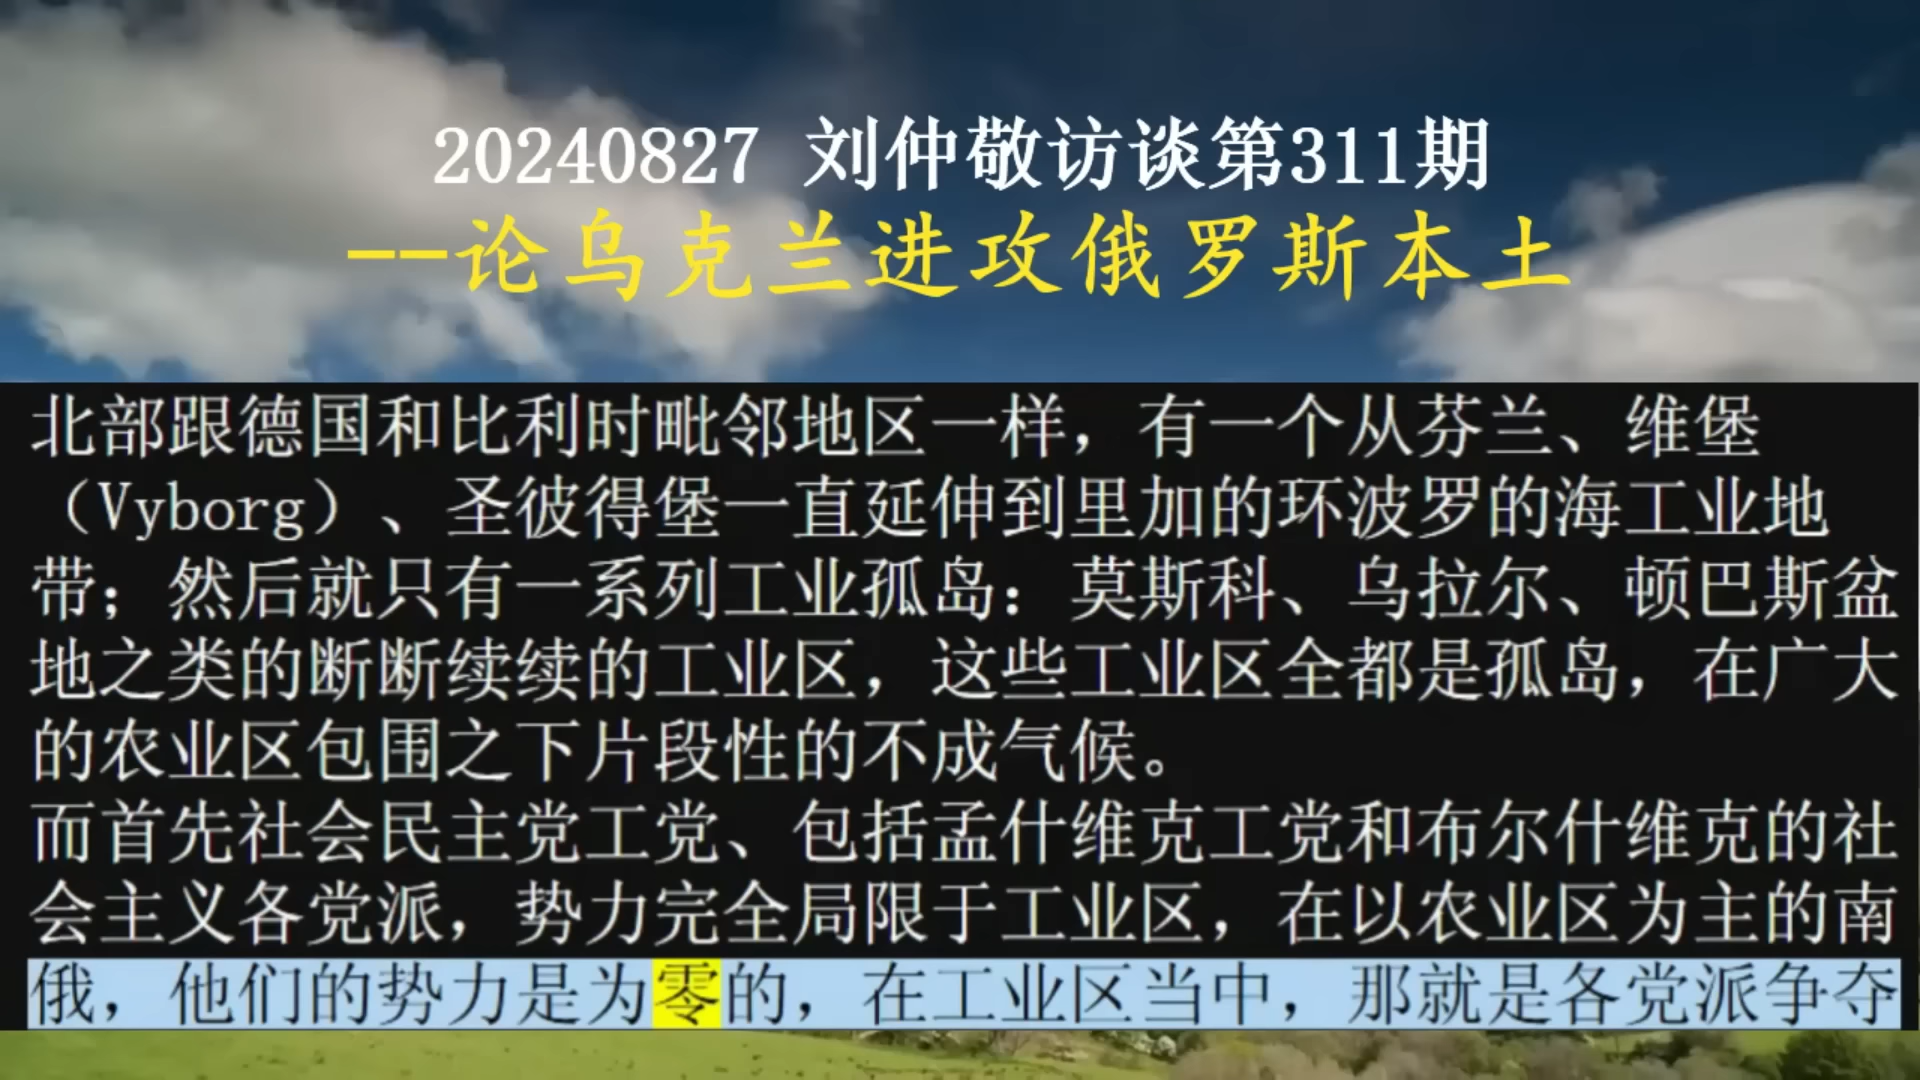 20240827 刘仲敬访谈第311期
--论乌克兰进攻俄罗斯本土
北部跟德国和比利时毗邻地区一样，有一个从芬兰、维堡
（Vyborg）、圣彼得堡一直延伸到里加的环波罗的海工业地
带；然后就只有一系列工业孤岛：莫斯科、乌拉尔、顿巴斯盆
地之类的断断续续的工业区，这些工业区全都是孤岛，在广大
的农业区包围之下片段性的不成气候。
而首先社会民主党工党、包括孟什维克工党和布尔什维克的社
会主义各党派，势力完全局限于工业区，在以农业区为主的南
俄，他们的势力是为零的，在工业区当中，那就是各党派争夺